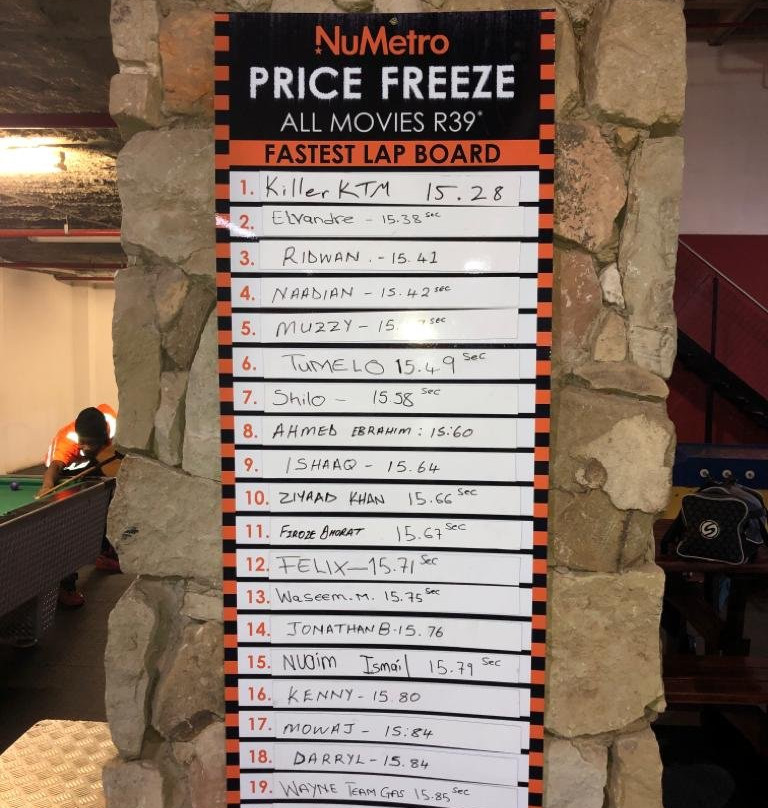 NuMetro
PRICE FREEZE
ALL MOVIES R39*
FASTEST LAP BOARD
1. Killer KTM 15.28
2. Elvandre - 15.38 sec
3. RIDWAN. - 15.41
4. NAADIAN - 15.42 sec
5. MUZZY - 15. sec
6. TUMELO 15.49 Sec
7. Shilo - 15.58 Sec
8. AHMED EBRAHIM : 15:60
9. ISHAAQ - 15.64
10. ZIYAAD KHAN 15.66 Sec
11. FIROZE BHORAT 15.67 Sec
12. FELIX - 15.71 Sec
13. Waseem.M. 15.75 Sec
14. JONATHAN B. 15.76
15. NUOIM Ismail 15.79 Sec
16. KENNY - 15.80
17. MOWAJ - 15:84
18. DARRYL - 15.84
19. WAYNE TEAM GAS 15.85 Sec